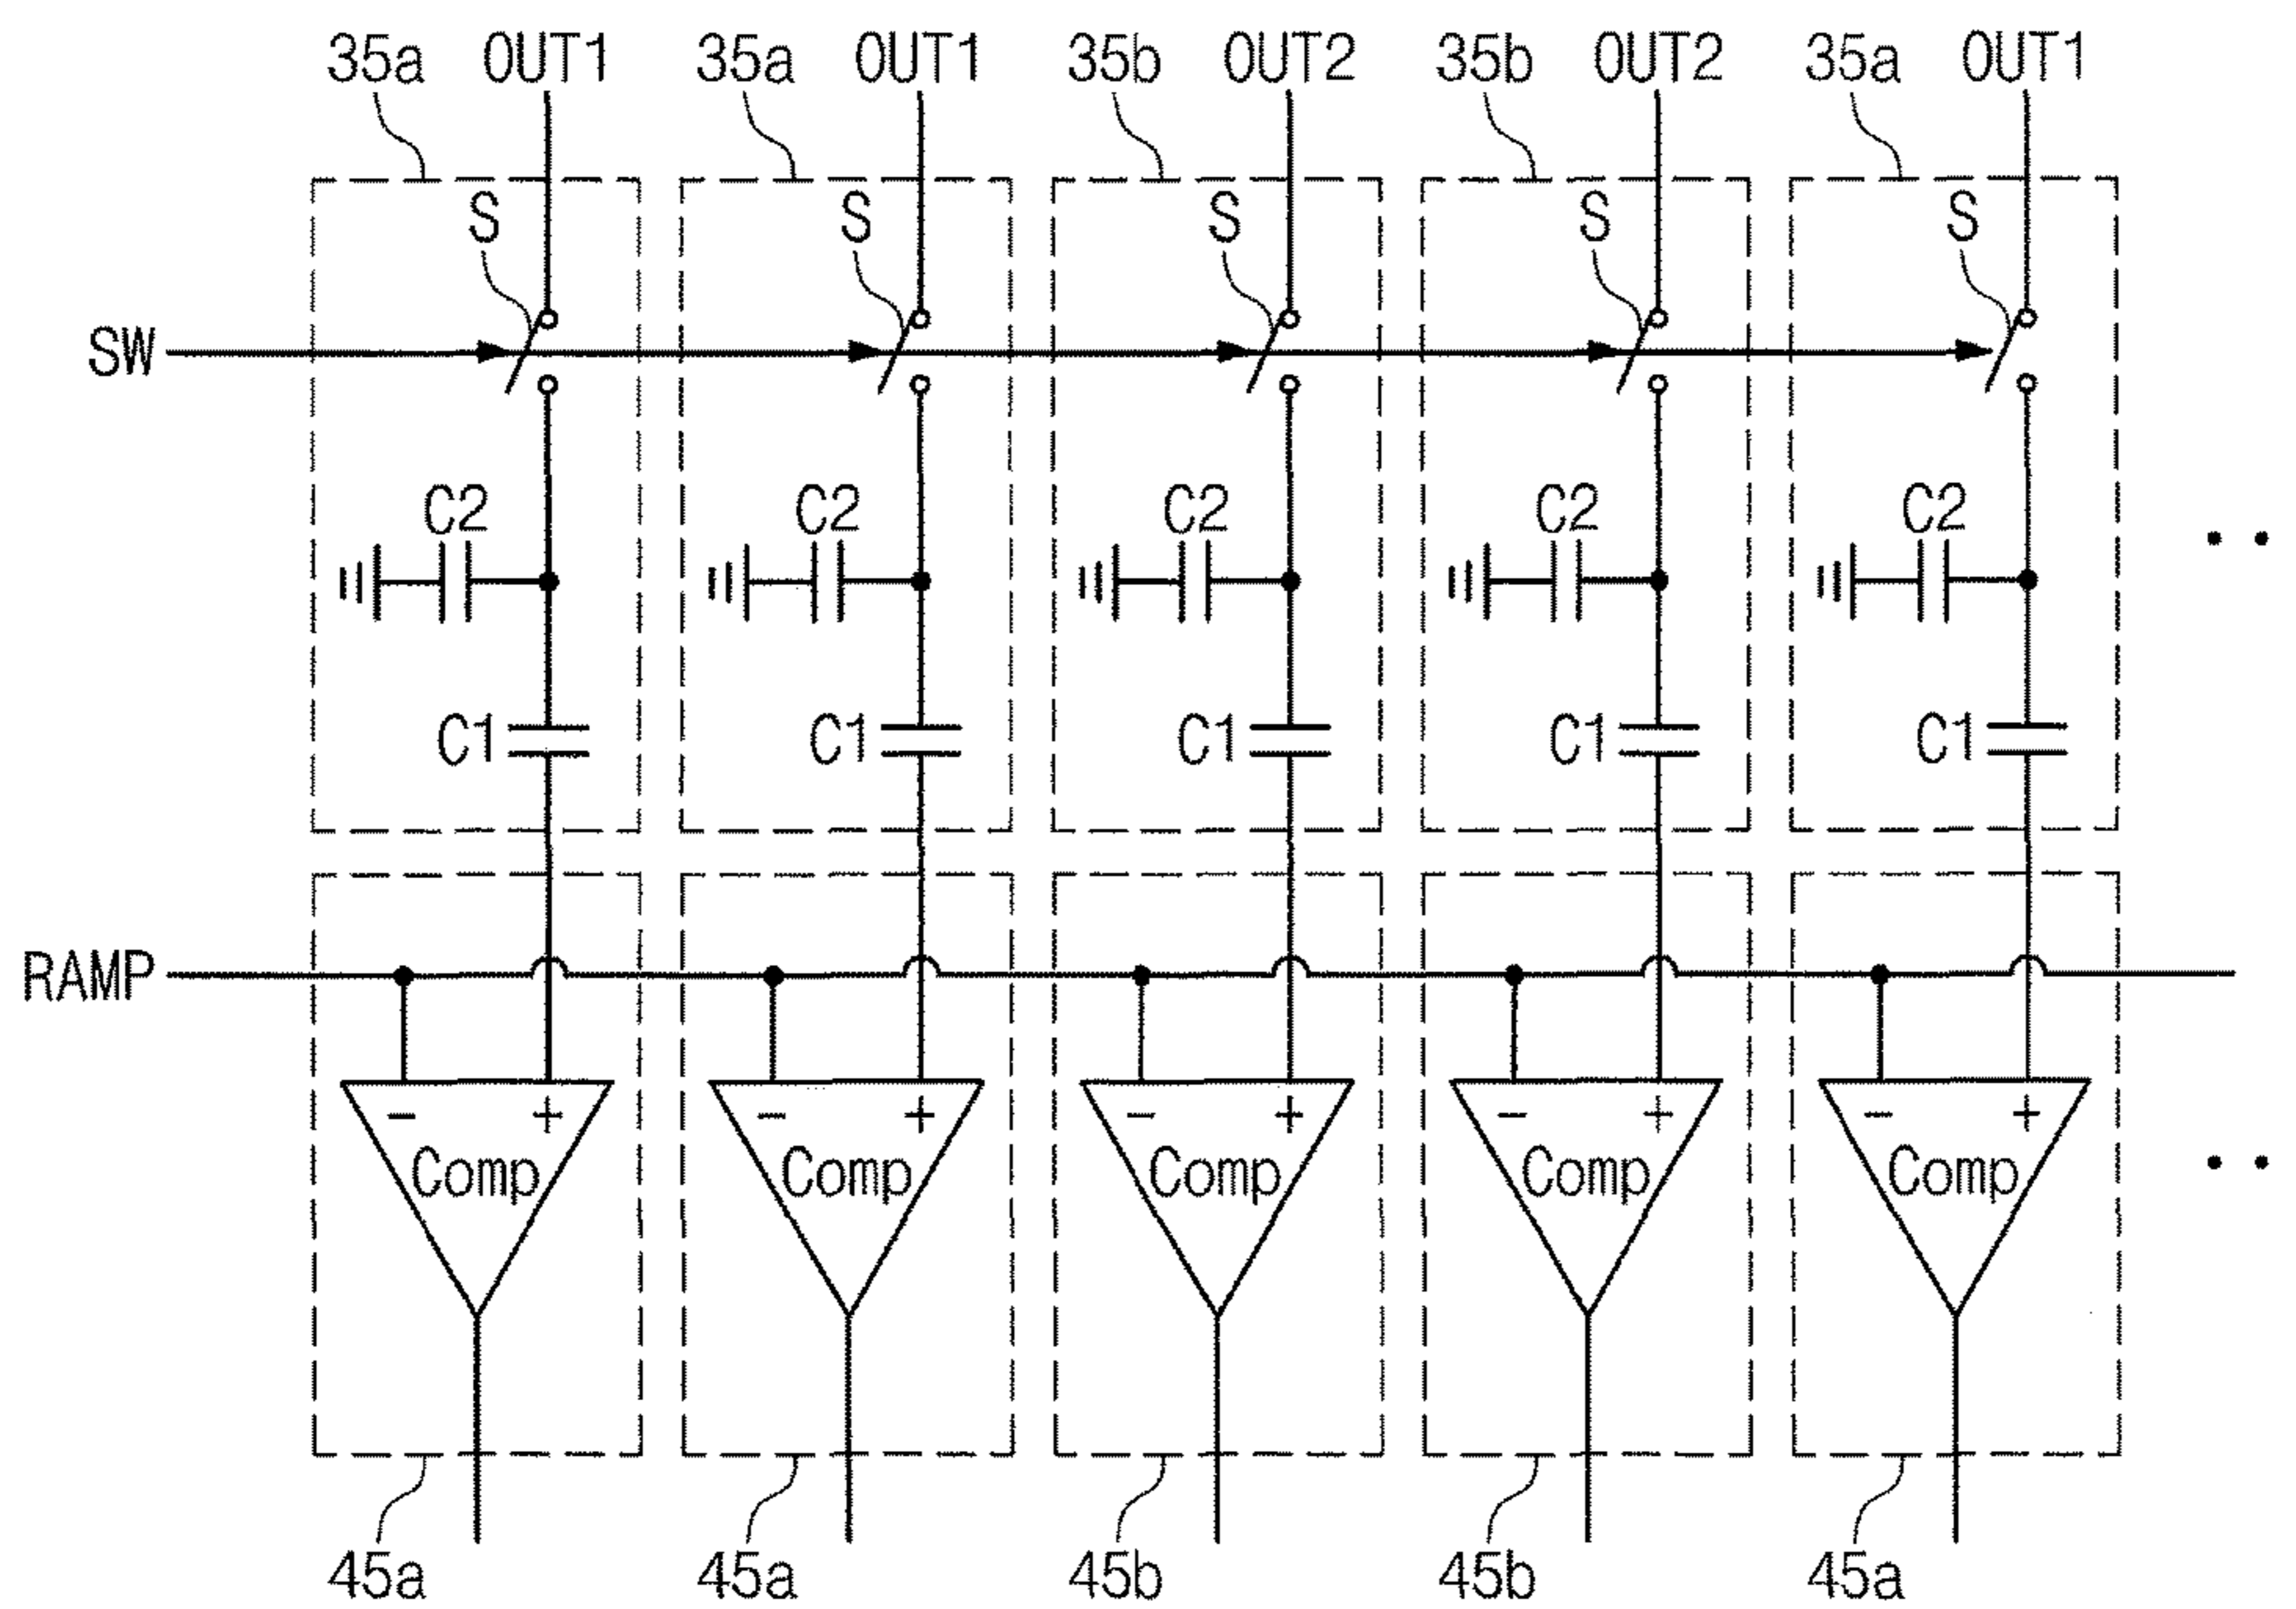 35a OUT1 35a OUT1 35b OUT2 35b OUT2 35a OUT1
S S S S S
SW
C2 C2 C2 C2 C2
C1 C1 C1 C1 C1
RAMP
- + - + - + - + - +
Comp Comp Comp Comp Comp
45a 45a 45b 45b 45a